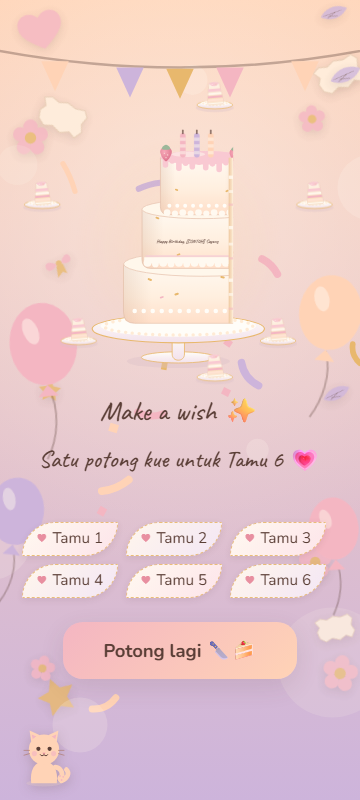 Make a wish ✨
Satu potong kue untuk Tamu 6 💗
Tamu 1
Tamu 2
Tamu 3
Tamu 4
Tamu 5
Tamu 6
Potong lagi 🔪 🍰